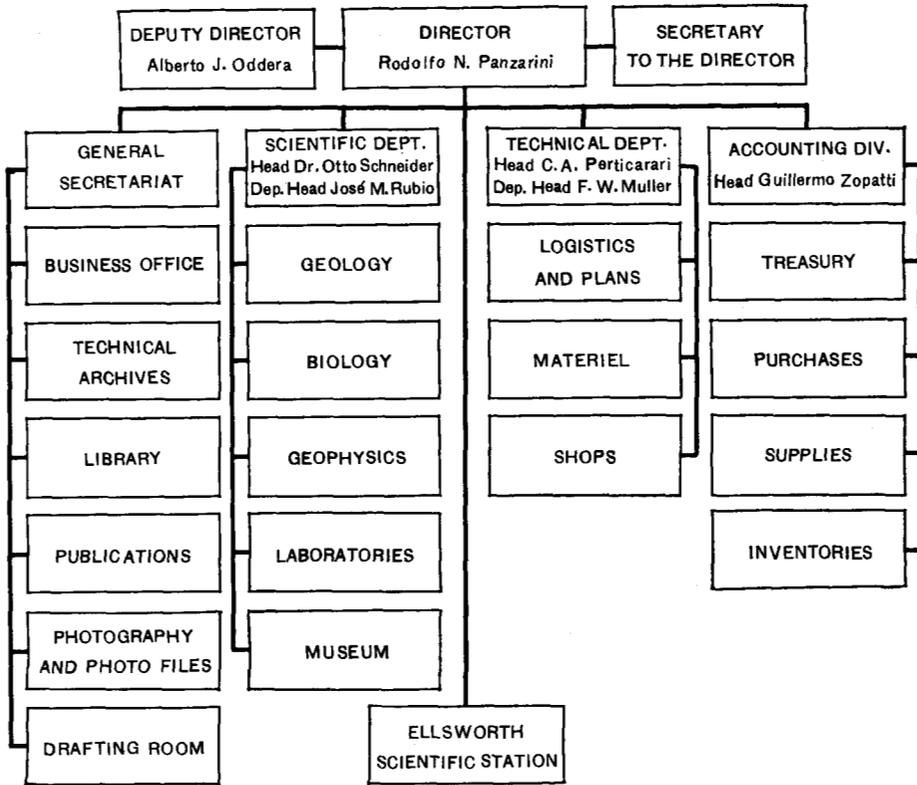 DEPUTY DIRECTOR
Alberto J. Oddera
DIRECTOR
Rodolfo N. Panzarini
SECRETARY
TO THE DIRECTOR
GENERAL
SECRETARIAT
BUSINESS OFFICE
TECHNICAL
ARCHIVES
LIBRARY
PUBLICATIONS
PHOTOGRAPHY
AND PHOTO FILES
DRAFTING ROOM
SCIENTIFIC DEPT.
Head Dr. Otto Schneider
Dep. Head José M. Rubio
GEOLOGY
BIOLOGY
GEOPHYSICS
LABORATORIES
MUSEUM
ELLSWORTH
SCIENTIFIC STATION
TECHNICAL DEPT.
Head C. A. Perticarari
Dep. Head F. W. Muller
LOGISTICS
AND PLANS
MATERIEL
SHOPS
ACCOUNTING DIV.
Head Guillermo Zopatti
TREASURY
PURCHASES
SUPPLIES
INVENTORIES